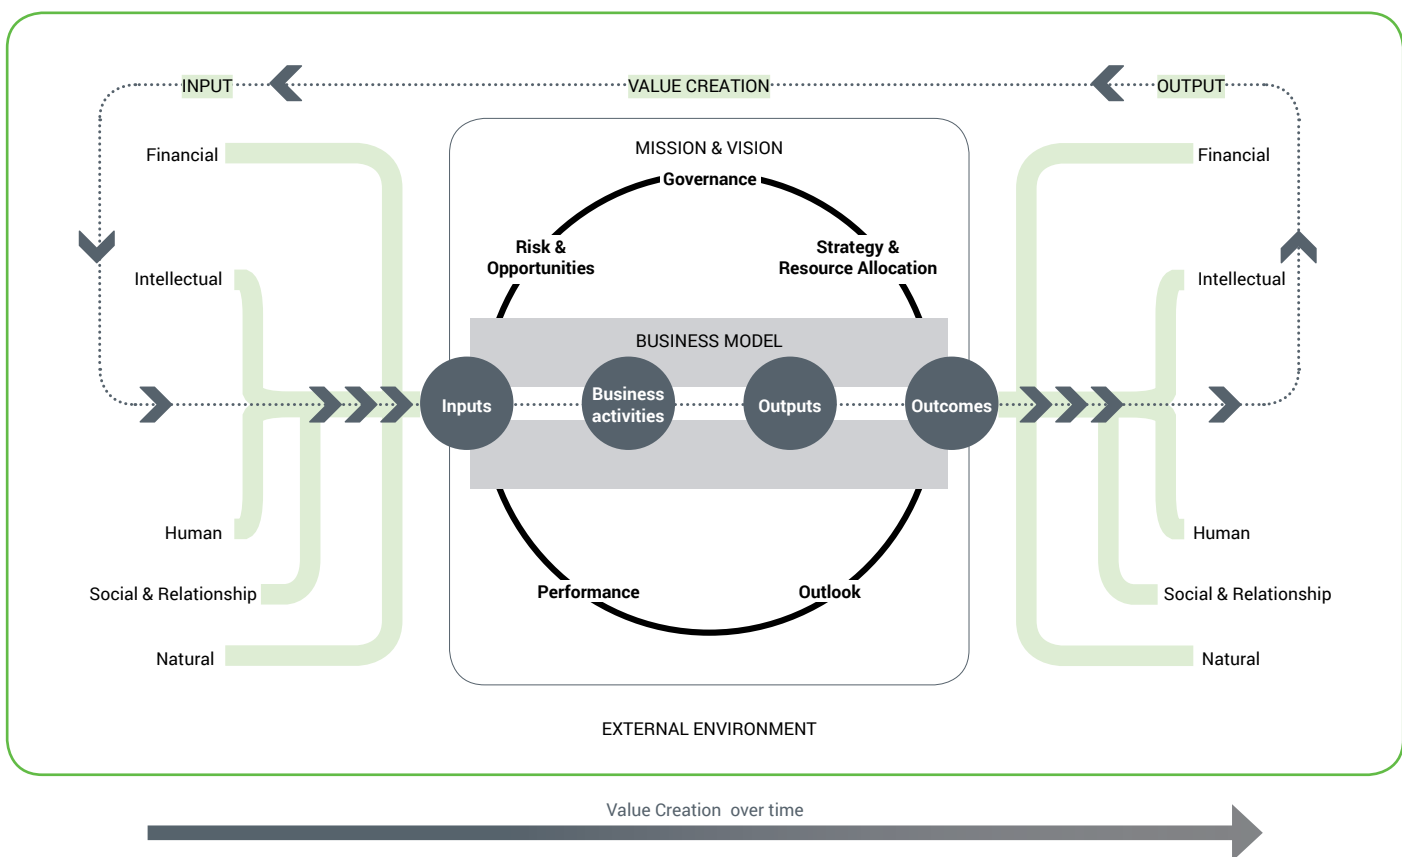 INPUT
VALUE CREATION
OUTPUT
Financial
Intellectual
Human
Social & Relationship
Natural
MISSION & VISION
Governance
Risk &
Opportunities
Strategy &
Resource Allocation
BUSINESS MODEL
Inputs
Business
activities
Outputs
Outcomes
Performance
Outlook
Financial
Intellectual
Human
Social & Relationship
Natural
EXTERNAL ENVIRONMENT
Value Creation over time